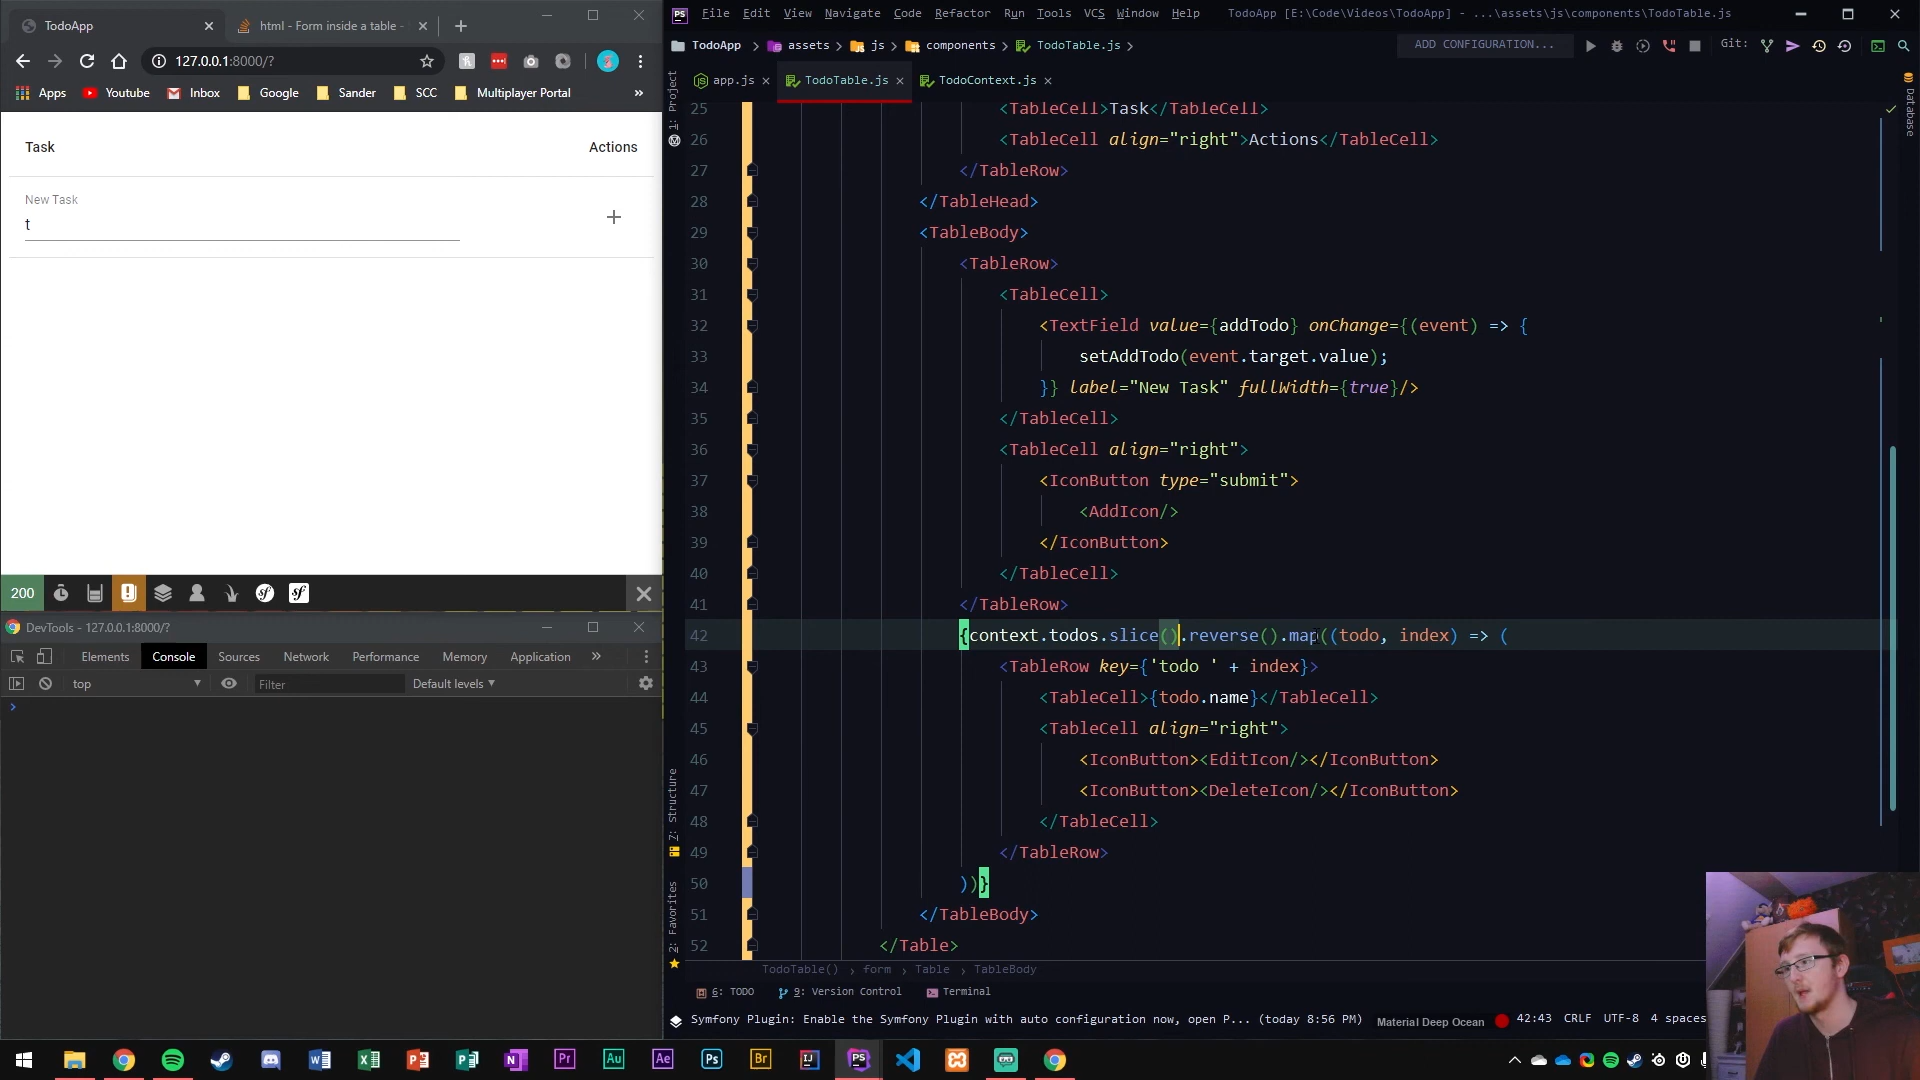 TodoApp
html - Form inside a table -
127.0.0.1:8000/?
Apps
Youtube
Inbox
Google
Sander
SCC
Multiplayer Portal
»
Task
Actions
New Task
t
200
DevTools - 127.0.0.1:8000/?
Elements
Console
Sources
Network
Performance
Memory
Application
»
top
Filter
Default levels
File Edit View Navigate Code Refactor Run Tools VCS Window Help
TodoApp [E:\Code\Videos\TodoApp] - ...\assets\js\components\TodoTable.js
TodoApp
assets
js
components
TodoTable.js
ADD CONFIGURATION...
Git:
app.js
TodoTable.js
TodoContext.js
1: Project
7: Structure
2: Favorites
Database
25 <TableCell>Task</TableCell>
26 <TableCell align="right">Actions</TableCell>
27 </TableRow>
28 </TableHead>
29 <TableBody>
30 <TableRow>
31 <TableCell>
32 <TextField value={addTodo} onChange={(event) => {
33 setAddTodo(event.target.value);
34 }} label="New Task" fullWidth={true}/>
35 </TableCell>
36 <TableCell align="right">
37 <IconButton type="submit">
38 <AddIcon/>
39 </IconButton>
40 </TableCell>
41 </TableRow>
42 {context.todos.slice().reverse().map((todo, index) => (
43 <TableRow key={'todo ' + index}>
44 <TableCell>{todo.name}</TableCell>
45 <TableCell align="right">
46 <IconButton><EditIcon/></IconButton>
47 <IconButton><DeleteIcon/></IconButton>
48 </TableCell>
49 </TableRow>
50 ))}
51 </TableBody>
52 </Table>
TodoTable() › form › Table › TableBody
6: TODO
9: Version Control
Terminal
Symfony Plugin: Enable the Symfony Plugin with auto configuration now, open P... (today 8:56 PM)
Material Deep Ocean
42:43
CRLF
UTF-8
4 spaces